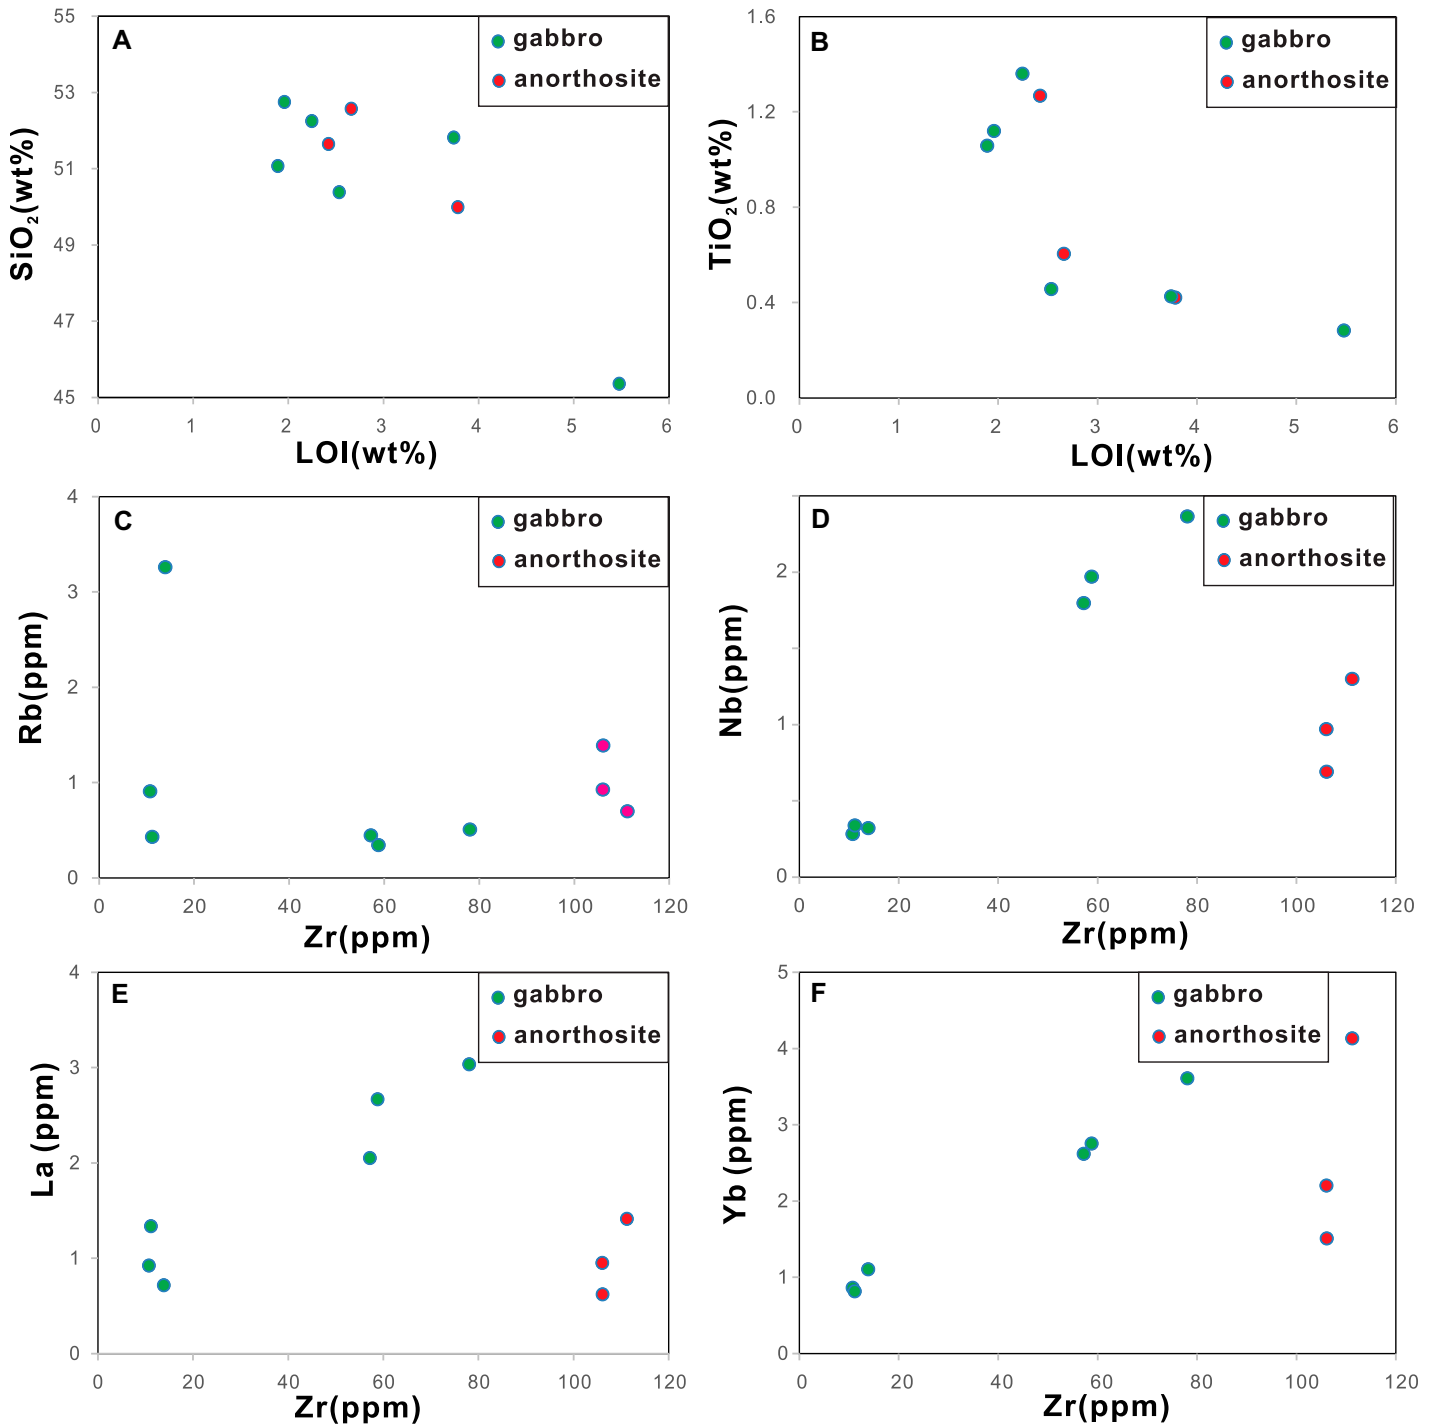 A
gabbro
anorthosite
55
53
51
49
47
45
SiO₂(wt%)
0 1 2 3 4 5 6
LOI(wt%)
B
gabbro
anorthosite
1.6
1.2
0.8
0.4
0.0
TiO₂(wt%)
0 1 2 3 4 5 6
LOI(wt%)
C
gabbro
anorthosite
4
3
2
1
0
Rb(ppm)
0 20 40 60 80 100 120
Zr(ppm)
D
gabbro
anorthosite
2
1
0
Nb(ppm)
0 20 40 60 80 100 120
Zr(ppm)
E
gabbro
anorthosite
4
3
2
1
0
La (ppm)
0 20 40 60 80 100 120
Zr(ppm)
F
gabbro
anorthosite
5
4
3
2
1
0
Yb (ppm)
0 20 40 60 80 100 120
Zr(ppm)